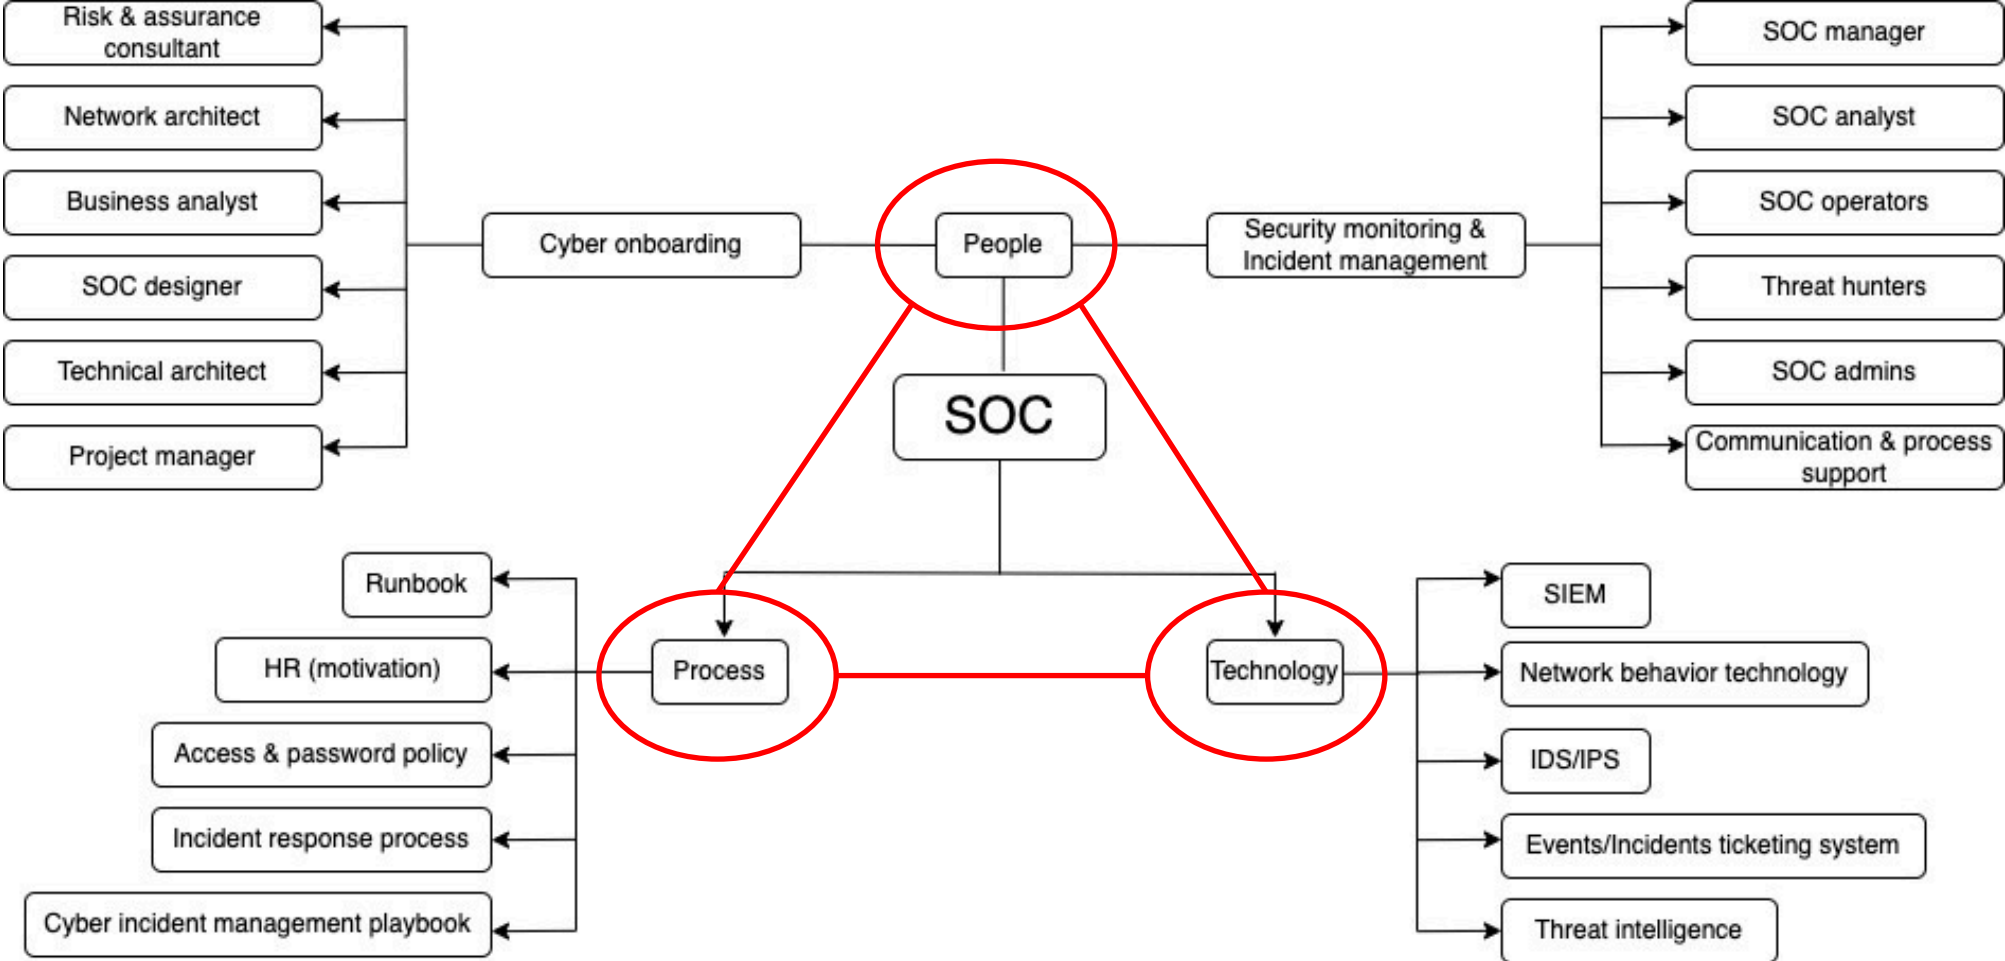 Risk & assurance
consultant
Network architect
Business analyst
SOC designer
Technical architect
Project manager
Cyber onboarding
People
Security monitoring &
Incident management
SOC manager
SOC analyst
SOC operators
Threat hunters
SOC admins
Communication & process
support
SOC
Process
Technology
Runbook
HR (motivation)
Access & password policy
Incident response process
Cyber incident management playbook
SIEM
Network behavior technology
IDS/IPS
Events/Incidents ticketing system
Threat intelligence